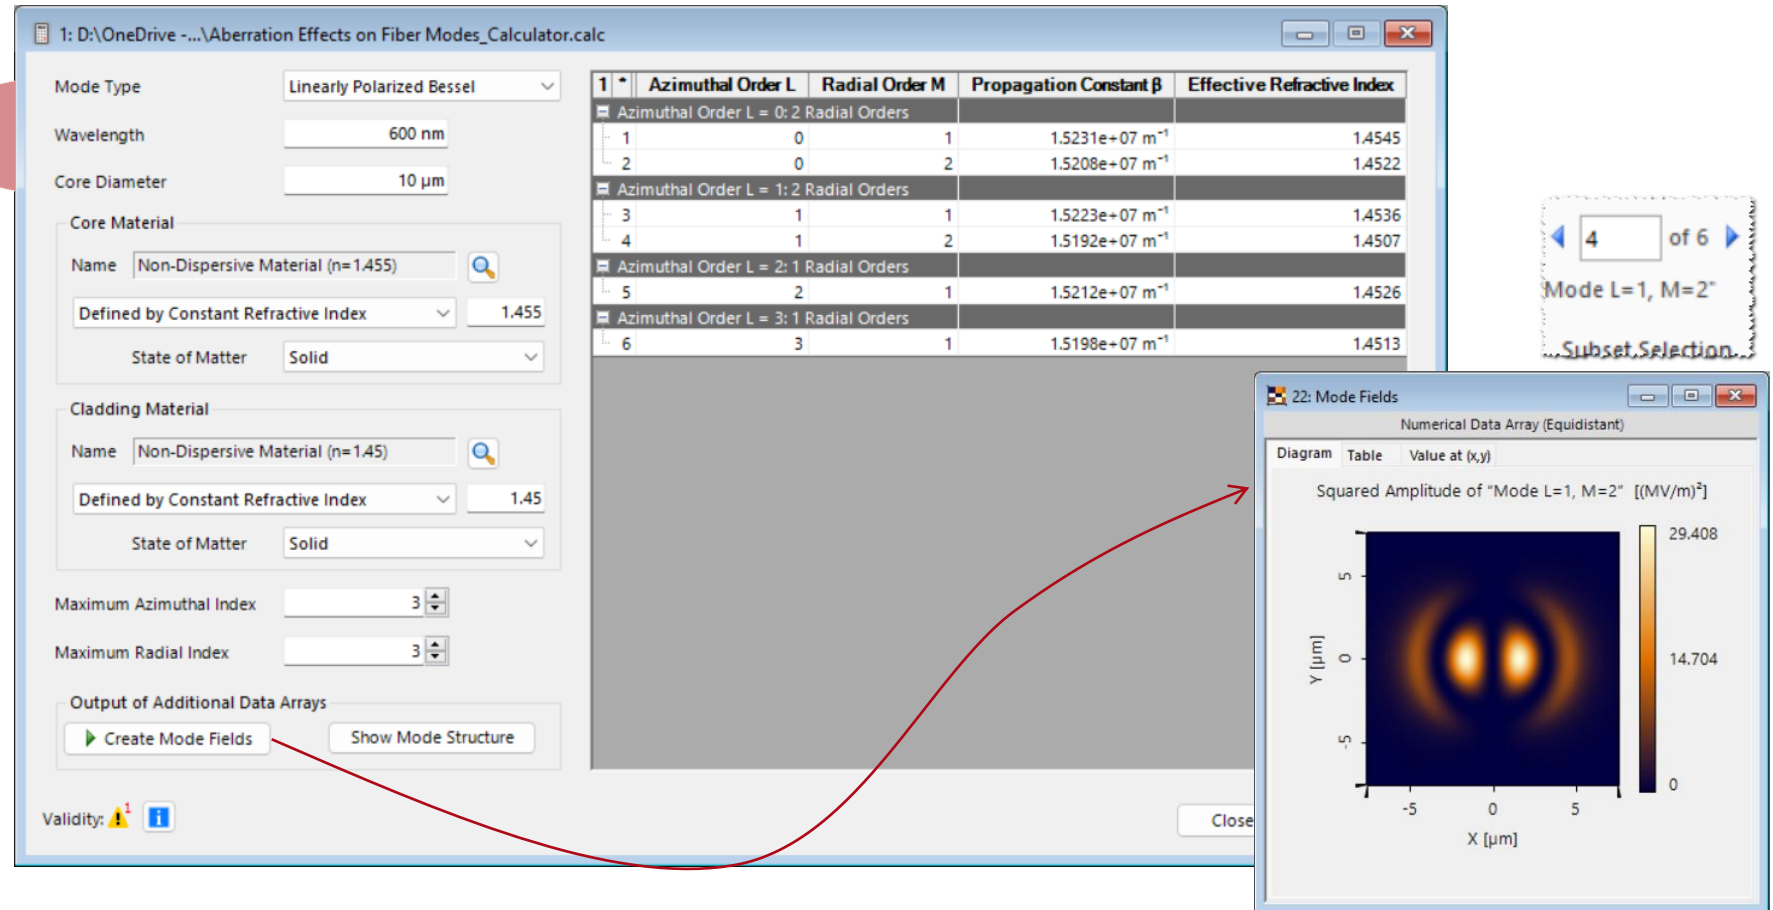 1: D:\OneDrive -...\Aberration Effects on Fiber Modes_Calculator.calc
Mode Type Linearly Polarized Bessel
Wavelength 600 nm
Core Diameter 10 µm
Core Material
Name Non-Dispersive Material (n=1.455)
Defined by Constant Refractive Index 1.455
State of Matter Solid
Cladding Material
Name Non-Dispersive Material (n=1.45)
Defined by Constant Refractive Index 1.45
State of Matter Solid
Maximum Azimuthal Index 3
Maximum Radial Index 3
Output of Additional Data Arrays
Create Mode Fields Show Mode Structure
Validity: 1 i
1 * Azimuthal Order L Radial Order M Propagation Constant β Effective Refractive Index
Azimuthal Order L = 0: 2 Radial Orders
1 0 1 1.5231e+07 m⁻¹ 1.4545
2 0 2 1.5208e+07 m⁻¹ 1.4522
Azimuthal Order L = 1: 2 Radial Orders
3 1 1 1.5223e+07 m⁻¹ 1.4536
4 1 2 1.5192e+07 m⁻¹ 1.4507
Azimuthal Order L = 2: 1 Radial Orders
5 2 1 1.5212e+07 m⁻¹ 1.4526
Azimuthal Order L = 3: 1 Radial Orders
6 3 1 1.5198e+07 m⁻¹ 1.4513
Close
4 of 6
Mode L=1, M=2"
Subset Selection
22: Mode Fields
Numerical Data Array (Equidistant)
Diagram Table Value at (x,y)
Squared Amplitude of "Mode L=1, M=2" [(MV/m)²]
29.408
14.704
0
Y [µm]
5
0
-5
-5 0 5
X [µm]